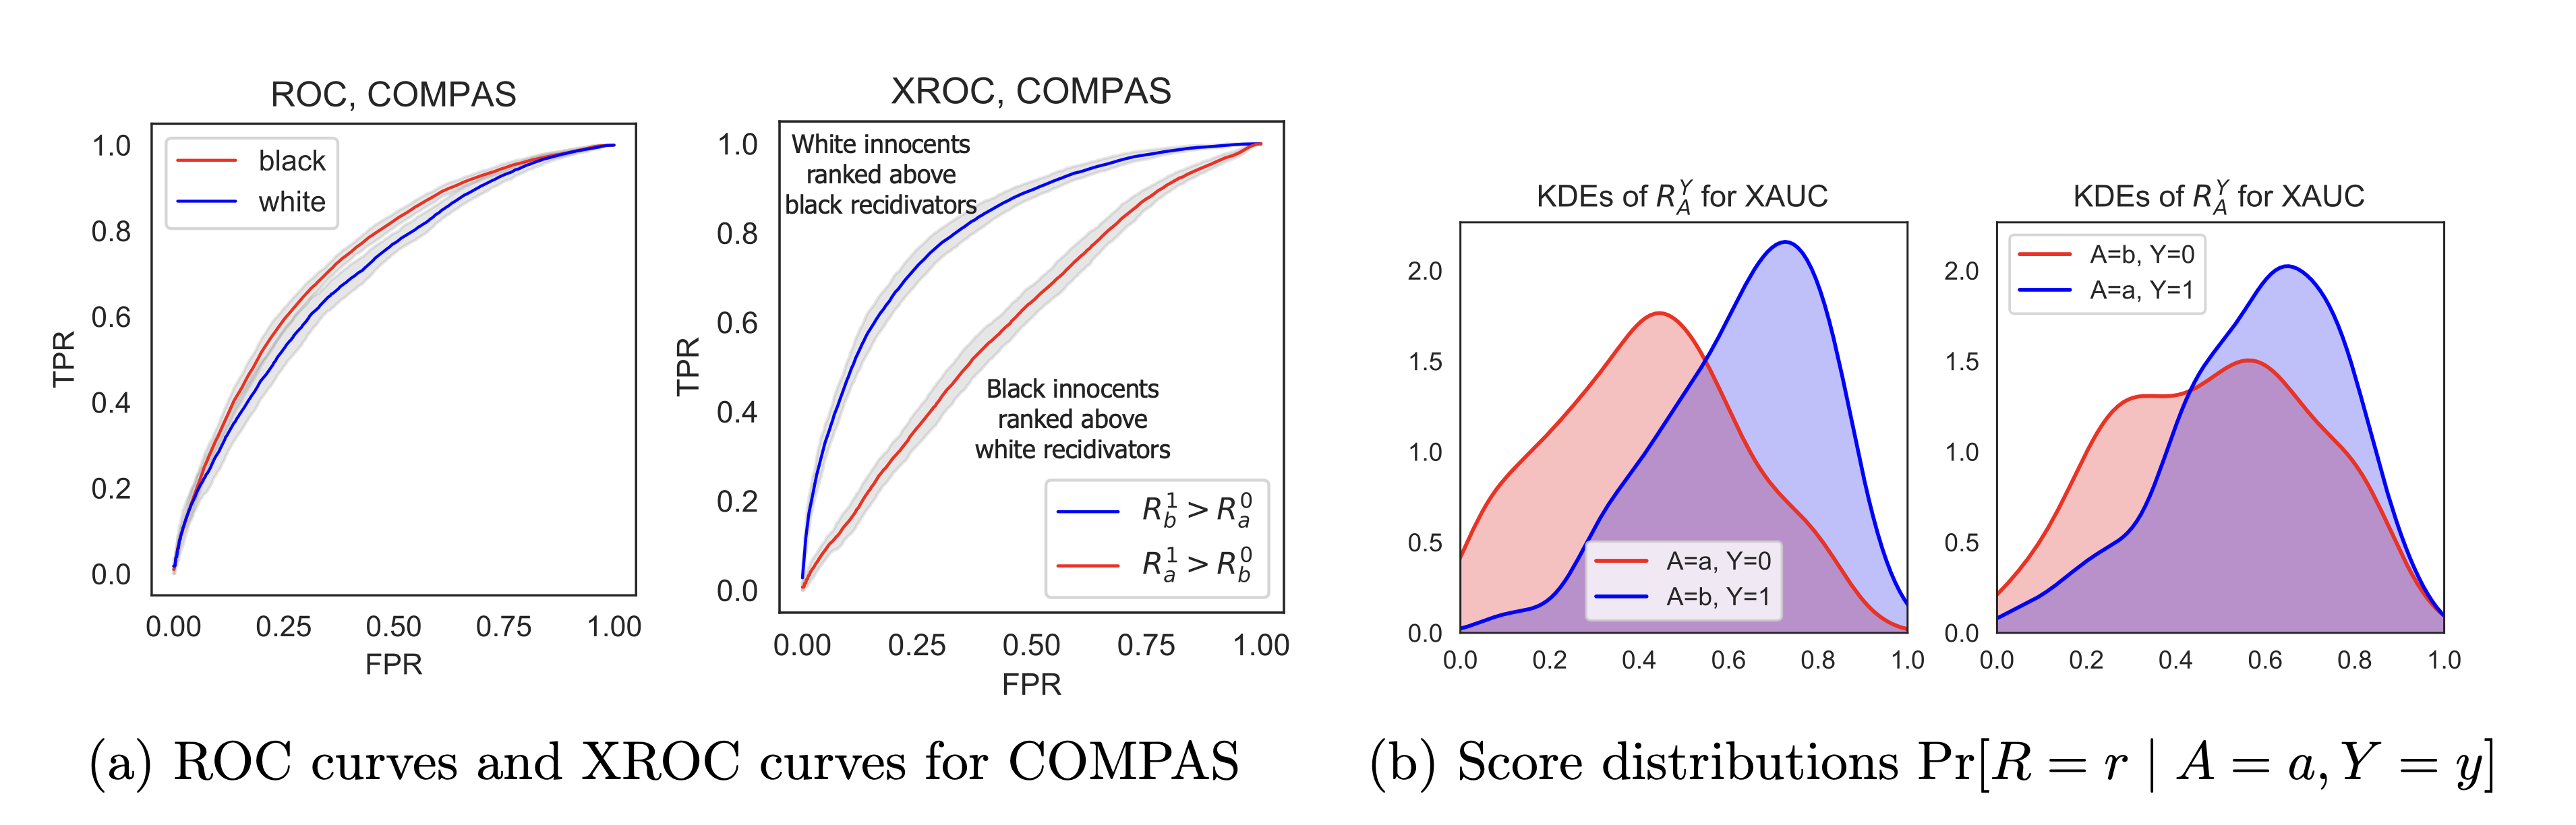 ROC, COMPAS
1.0
0.8
0.6
0.4
0.2
0.0
TPR
black
white
0.00 0.25 0.50 0.75 1.00
FPR
XROC, COMPAS
1.0
0.8
0.6
0.4
0.2
0.0
TPR
White innocents
ranked above
black recidivators
Black innocents
ranked above
white recidivators
R_b^1 > R_a^0
R_a^1 > R_b^0
0.00 0.25 0.50 0.75 1.00
FPR
(a) ROC curves and XROC curves for COMPAS
KDEs of R_A^Y for XAUC
2.0
1.5
1.0
0.5
0.0
A=a, Y=0
A=b, Y=1
0.0 0.2 0.4 0.6 0.8 1.0
KDEs of R_A^Y for XAUC
2.0
1.5
1.0
0.5
0.0
A=b, Y=0
A=a, Y=1
0.0 0.2 0.4 0.6 0.8 1.0
(b) Score distributions Pr[R = r | A = a, Y = y]